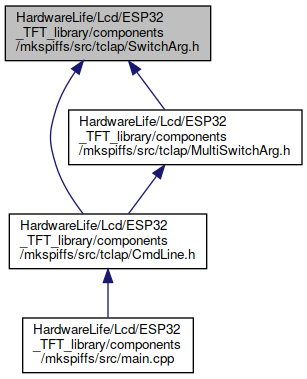 HardwareLife/Lcd/ESP32
_TFT_library/components
/mkspiffs/src/tclap/SwitchArg.h
HardwareLife/Lcd/ESP32
_TFT_library/components
/mkspiffs/src/tclap/MultiSwitchArg.h
HardwareLife/Lcd/ESP32
_TFT_library/components
/mkspiffs/src/tclap/CmdLine.h
HardwareLife/Lcd/ESP32
_TFT_library/components
/mkspiffs/src/main.cpp